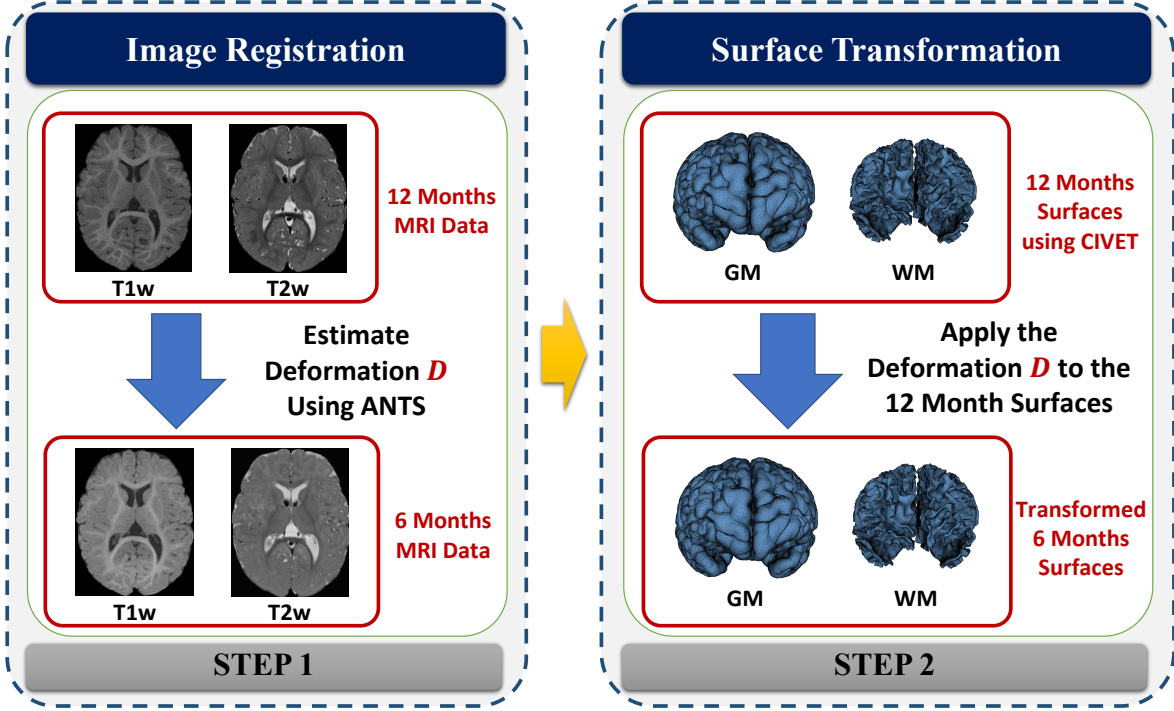 Image Registration
12 Months
MRI Data
T1w
T2w
Estimate
Deformation D
Using ANTS
6 Months
MRI Data
T1w
T2w
STEP 1
Surface Transformation
12 Months
Surfaces
using CIVET
GM
WM
Apply the
Deformation D to the
12 Month Surfaces
Transformed
6 Months
Surfaces
GM
WM
STEP 2